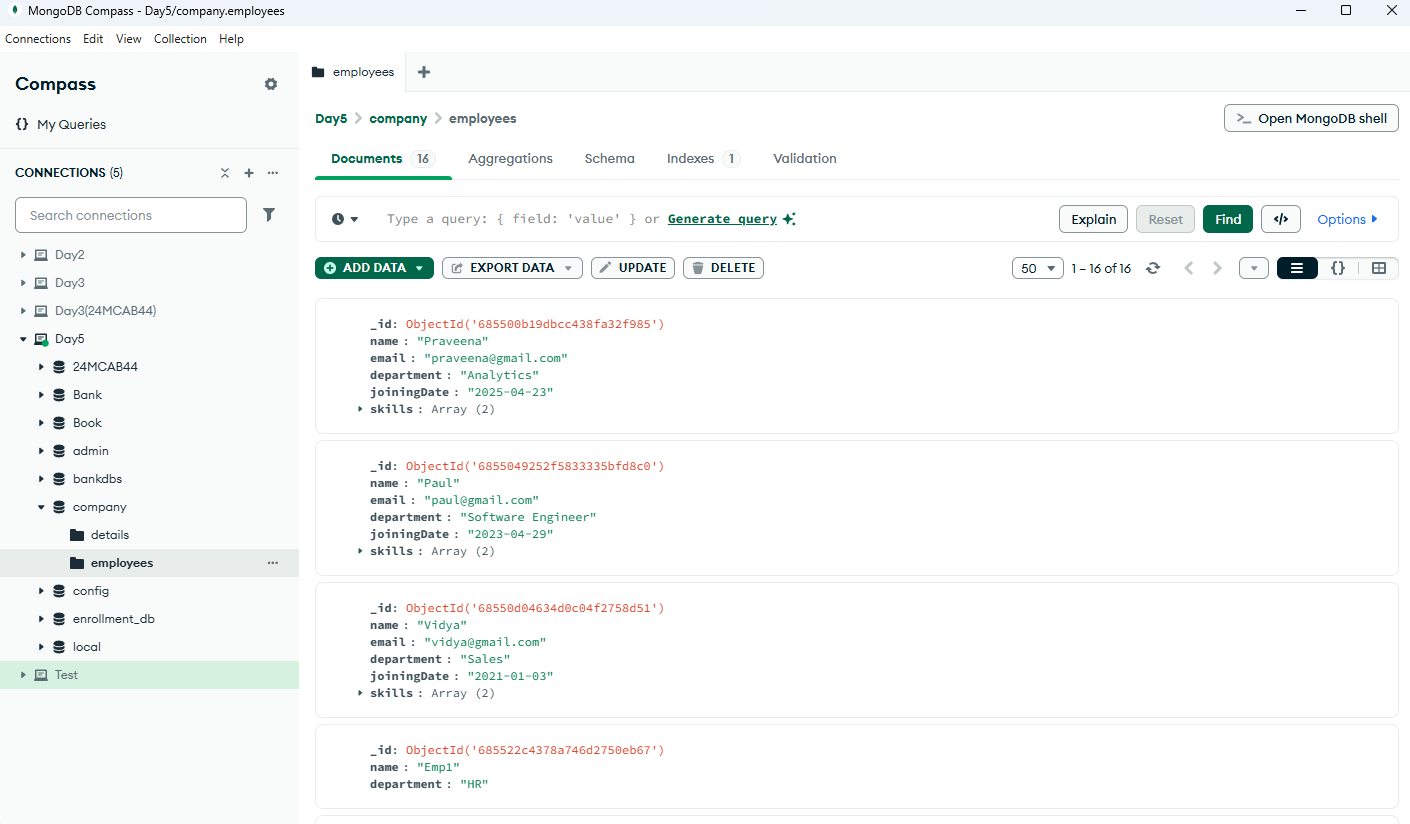 MongoDB Compass - Day5/company.employees
Connections Edit View Collection Help
Compass
{} My Queries
CONNECTIONS (5)
Search connections
Day2
Day3
Day3(24MCAB44)
Day5
24MCAB44
Bank
Book
admin
bankdbs
company
details
employees
config
enrollment_db
local
Test
employees
Day5 > company > employees
>_ Open MongoDB shell
Documents 16 Aggregations Schema Indexes 1 Validation
Type a query: { field: 'value' } or Generate query
Explain Reset Find </> Options
ADD DATA EXPORT DATA UPDATE DELETE
50 1 – 16 of 16 {}
_id: ObjectId('685500b19dbcc438fa32f985')
name : "Praveena"
email : "praveena@gmail.com"
department : "Analytics"
joiningDate : "2025-04-23"
skills : Array (2)
_id: ObjectId('6855049252f5833335bfd8c0')
name : "Paul"
email : "paul@gmail.com"
department : "Software Engineer"
joiningDate : "2023-04-29"
skills : Array (2)
_id: ObjectId('68550d04634d0c04f2758d51')
name : "Vidya"
email : "vidya@gmail.com"
department : "Sales"
joiningDate : "2021-01-03"
skills : Array (2)
_id: ObjectId('685522c4378a746d2750eb67')
name : "Emp1"
department : "HR"